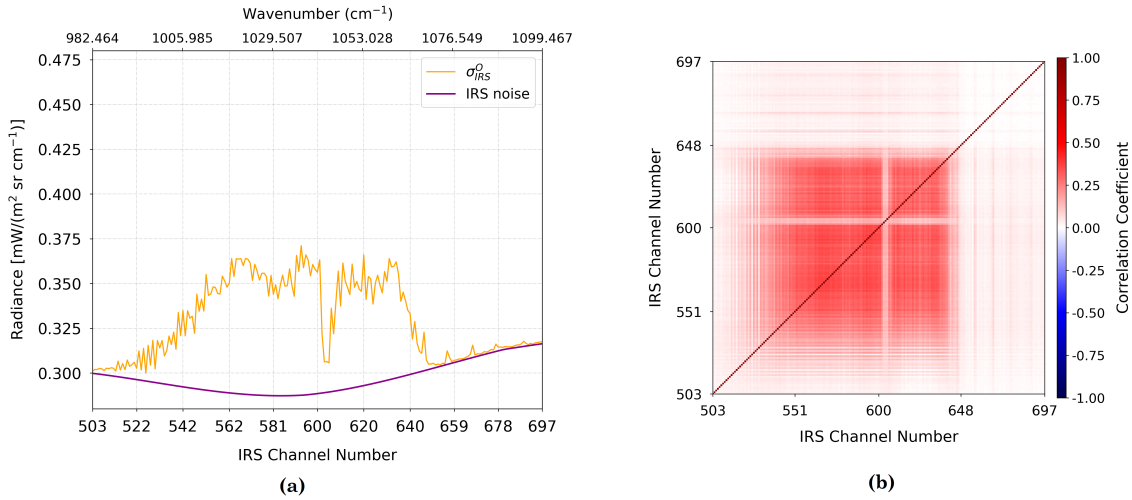 Wavenumber (cm⁻¹)
982.464 1005.985 1029.507 1053.028 1076.549 1099.467
0.475
0.450
0.425
0.400
0.375
0.350
0.325
0.300
Radiance [mW/(m² sr cm⁻¹)]
σᴼ_IRS
IRS noise
503 522 542 562 581 600 620 640 659 678 697
IRS Channel Number
(a)
697
648
600
551
503
IRS Channel Number
503 551 600 648 697
IRS Channel Number
1.00
0.75
0.50
0.25
0.00
-0.25
-0.50
-0.75
-1.00
Correlation Coefficient
(b)